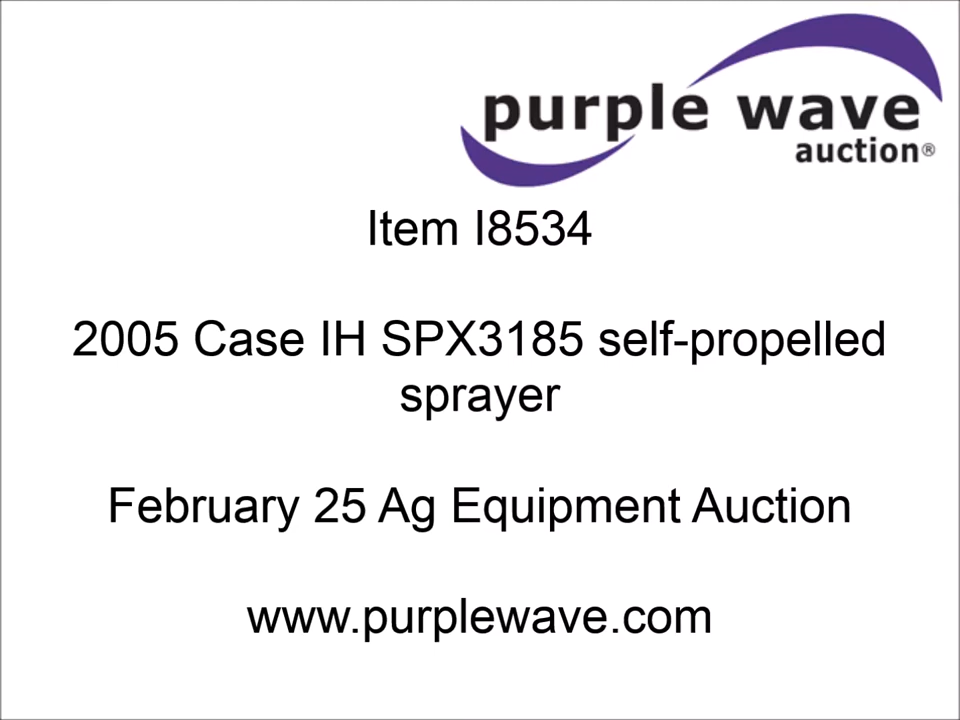 purple wave
auction®
Item I8534
2005 Case IH SPX3185 self-propelled
sprayer
February 25 Ag Equipment Auction
www.purplewave.com